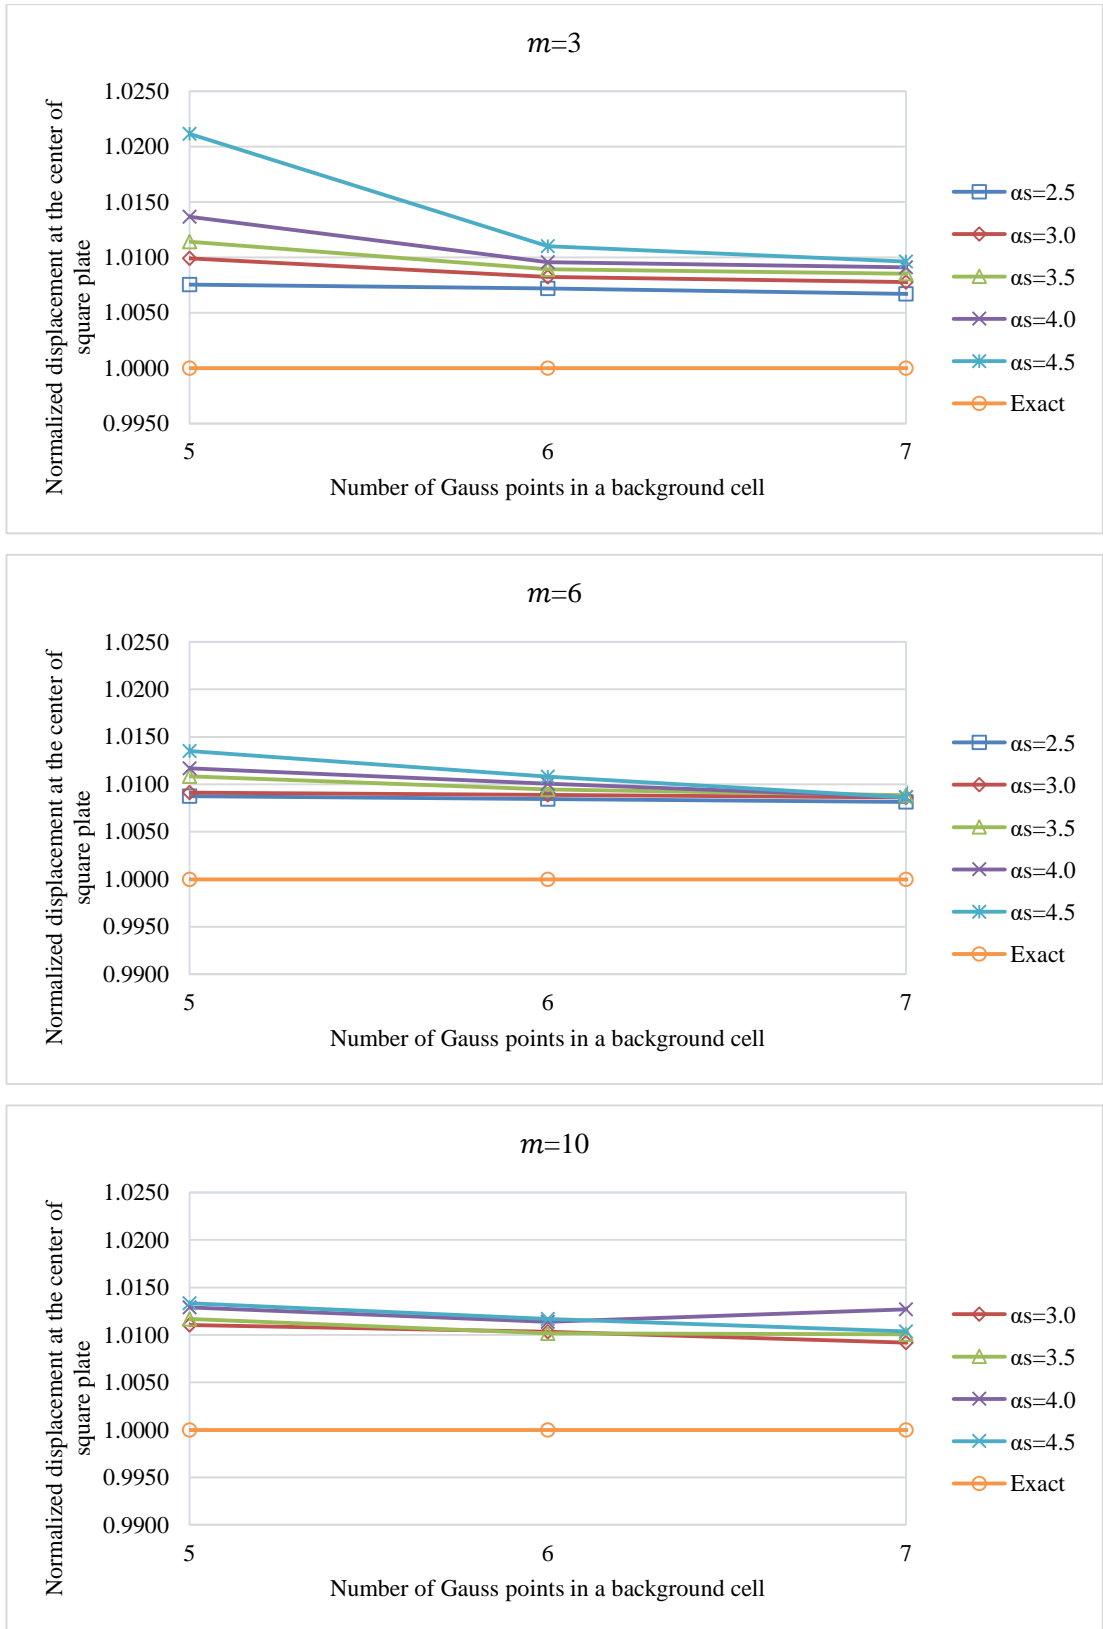 m=3
Normalized displacement at the center of
square plate
1.0250
1.0200
1.0150
1.0100
1.0050
1.0000
0.9950
5 6 7
Number of Gauss points in a background cell
αs=2.5
αs=3.0
αs=3.5
αs=4.0
αs=4.5
Exact
m=6
Normalized displacement at the center of
square plate
1.0250
1.0200
1.0150
1.0100
1.0050
1.0000
0.9950
0.9900
5 6 7
Number of Gauss points in a background cell
αs=2.5
αs=3.0
αs=3.5
αs=4.0
αs=4.5
Exact
m=10
Normalized displacement at the center of
square plate
1.0250
1.0200
1.0150
1.0100
1.0050
1.0000
0.9950
0.9900
5 6 7
Number of Gauss points in a background cell
αs=3.0
αs=3.5
αs=4.0
αs=4.5
Exact